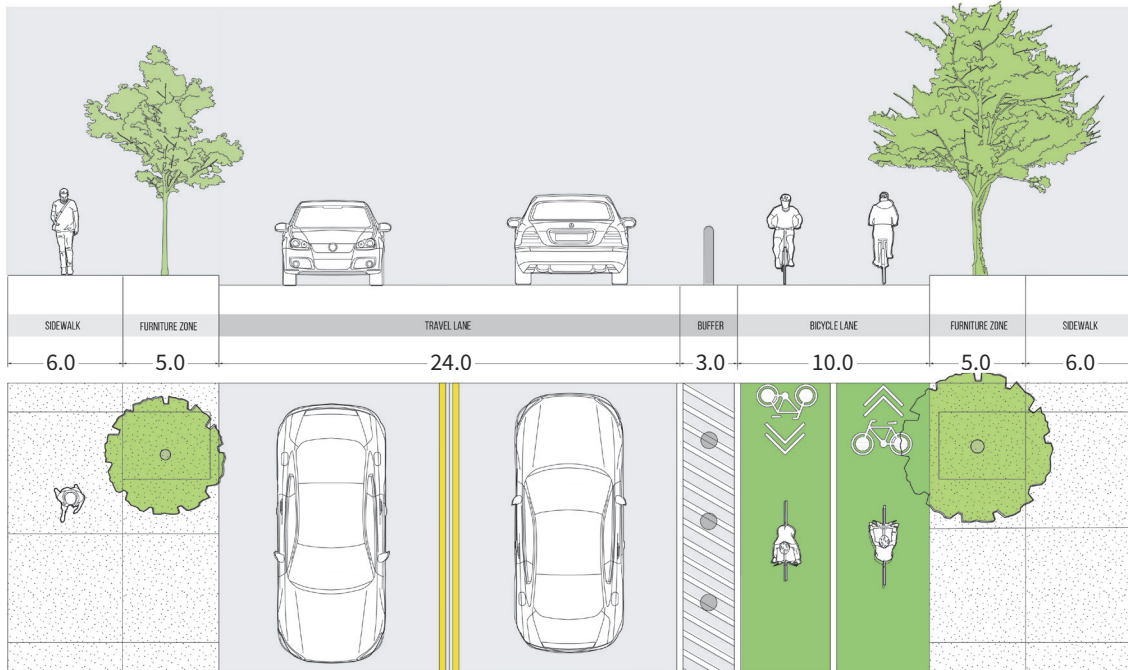 SIDEWALK FURNITURE ZONE TRAVEL LANE BUFFER BICYCLE LANE FURNITURE ZONE SIDEWALK
6.0 5.0 24.0 3.0 10.0 5.0 6.0